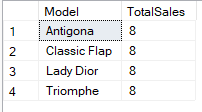 Model TotalSales
1 Antigona 8
2 Classic Flap 8
3 Lady Dior 8
4 Triomphe 8